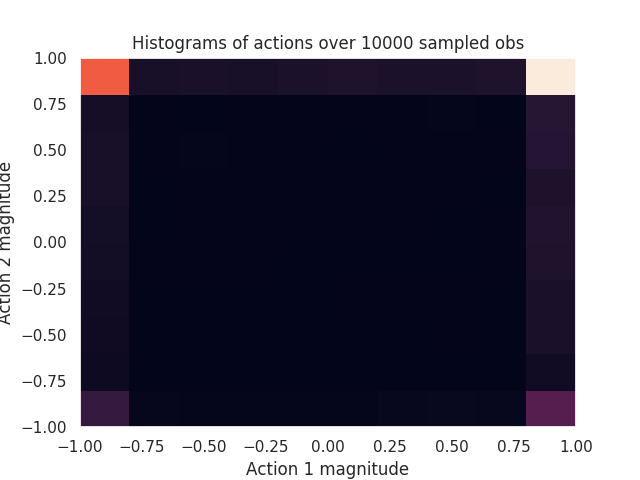 Histograms of actions over 10000 sampled obs
1.00
0.75
0.50
0.25
0.00
−0.25
−0.50
−0.75
−1.00
Action 2 magnitude
−1.00 −0.75 −0.50 −0.25 0.00 0.25 0.50 0.75 1.00
Action 1 magnitude